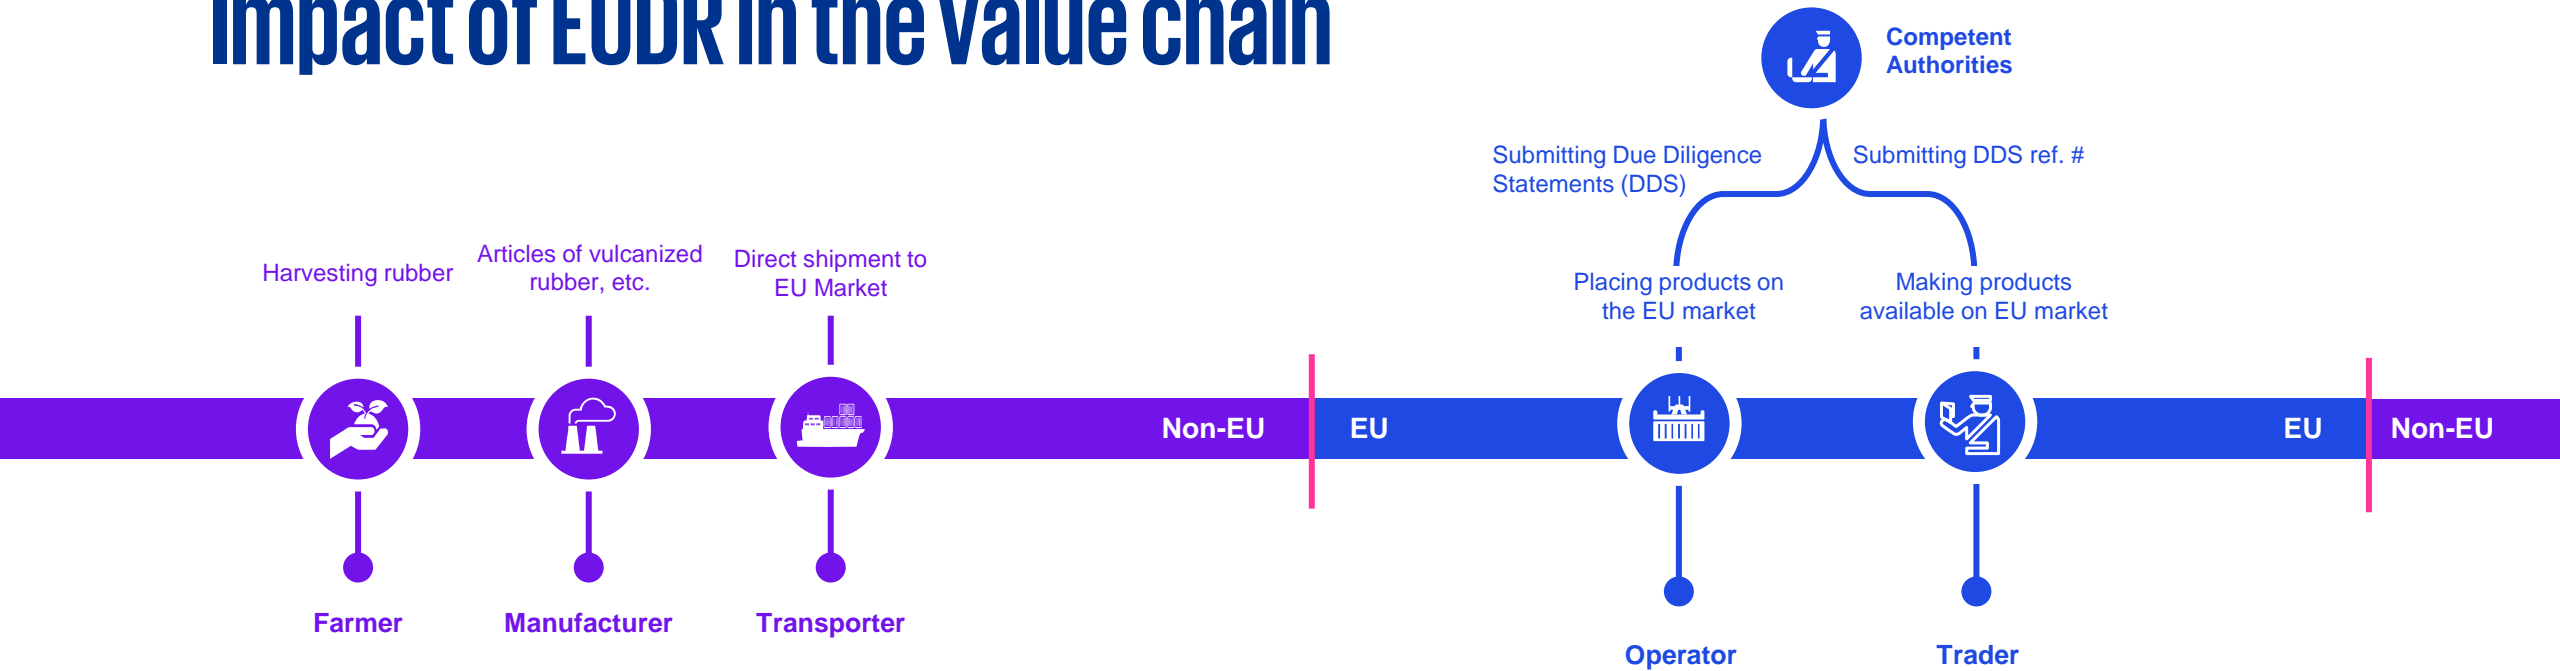 Impact of EUDR in the value chain
Competent
Authorities
Submitting Due Diligence
Statements (DDS)
Submitting DDS ref. #
Harvesting rubber
Articles of vulcanized
rubber, etc.
Direct shipment to
EU Market
Placing products on
the EU market
Making products
available on EU market
Non-EU
EU
EU
Non-EU
Farmer
Manufacturer
Transporter
Operator
Trader